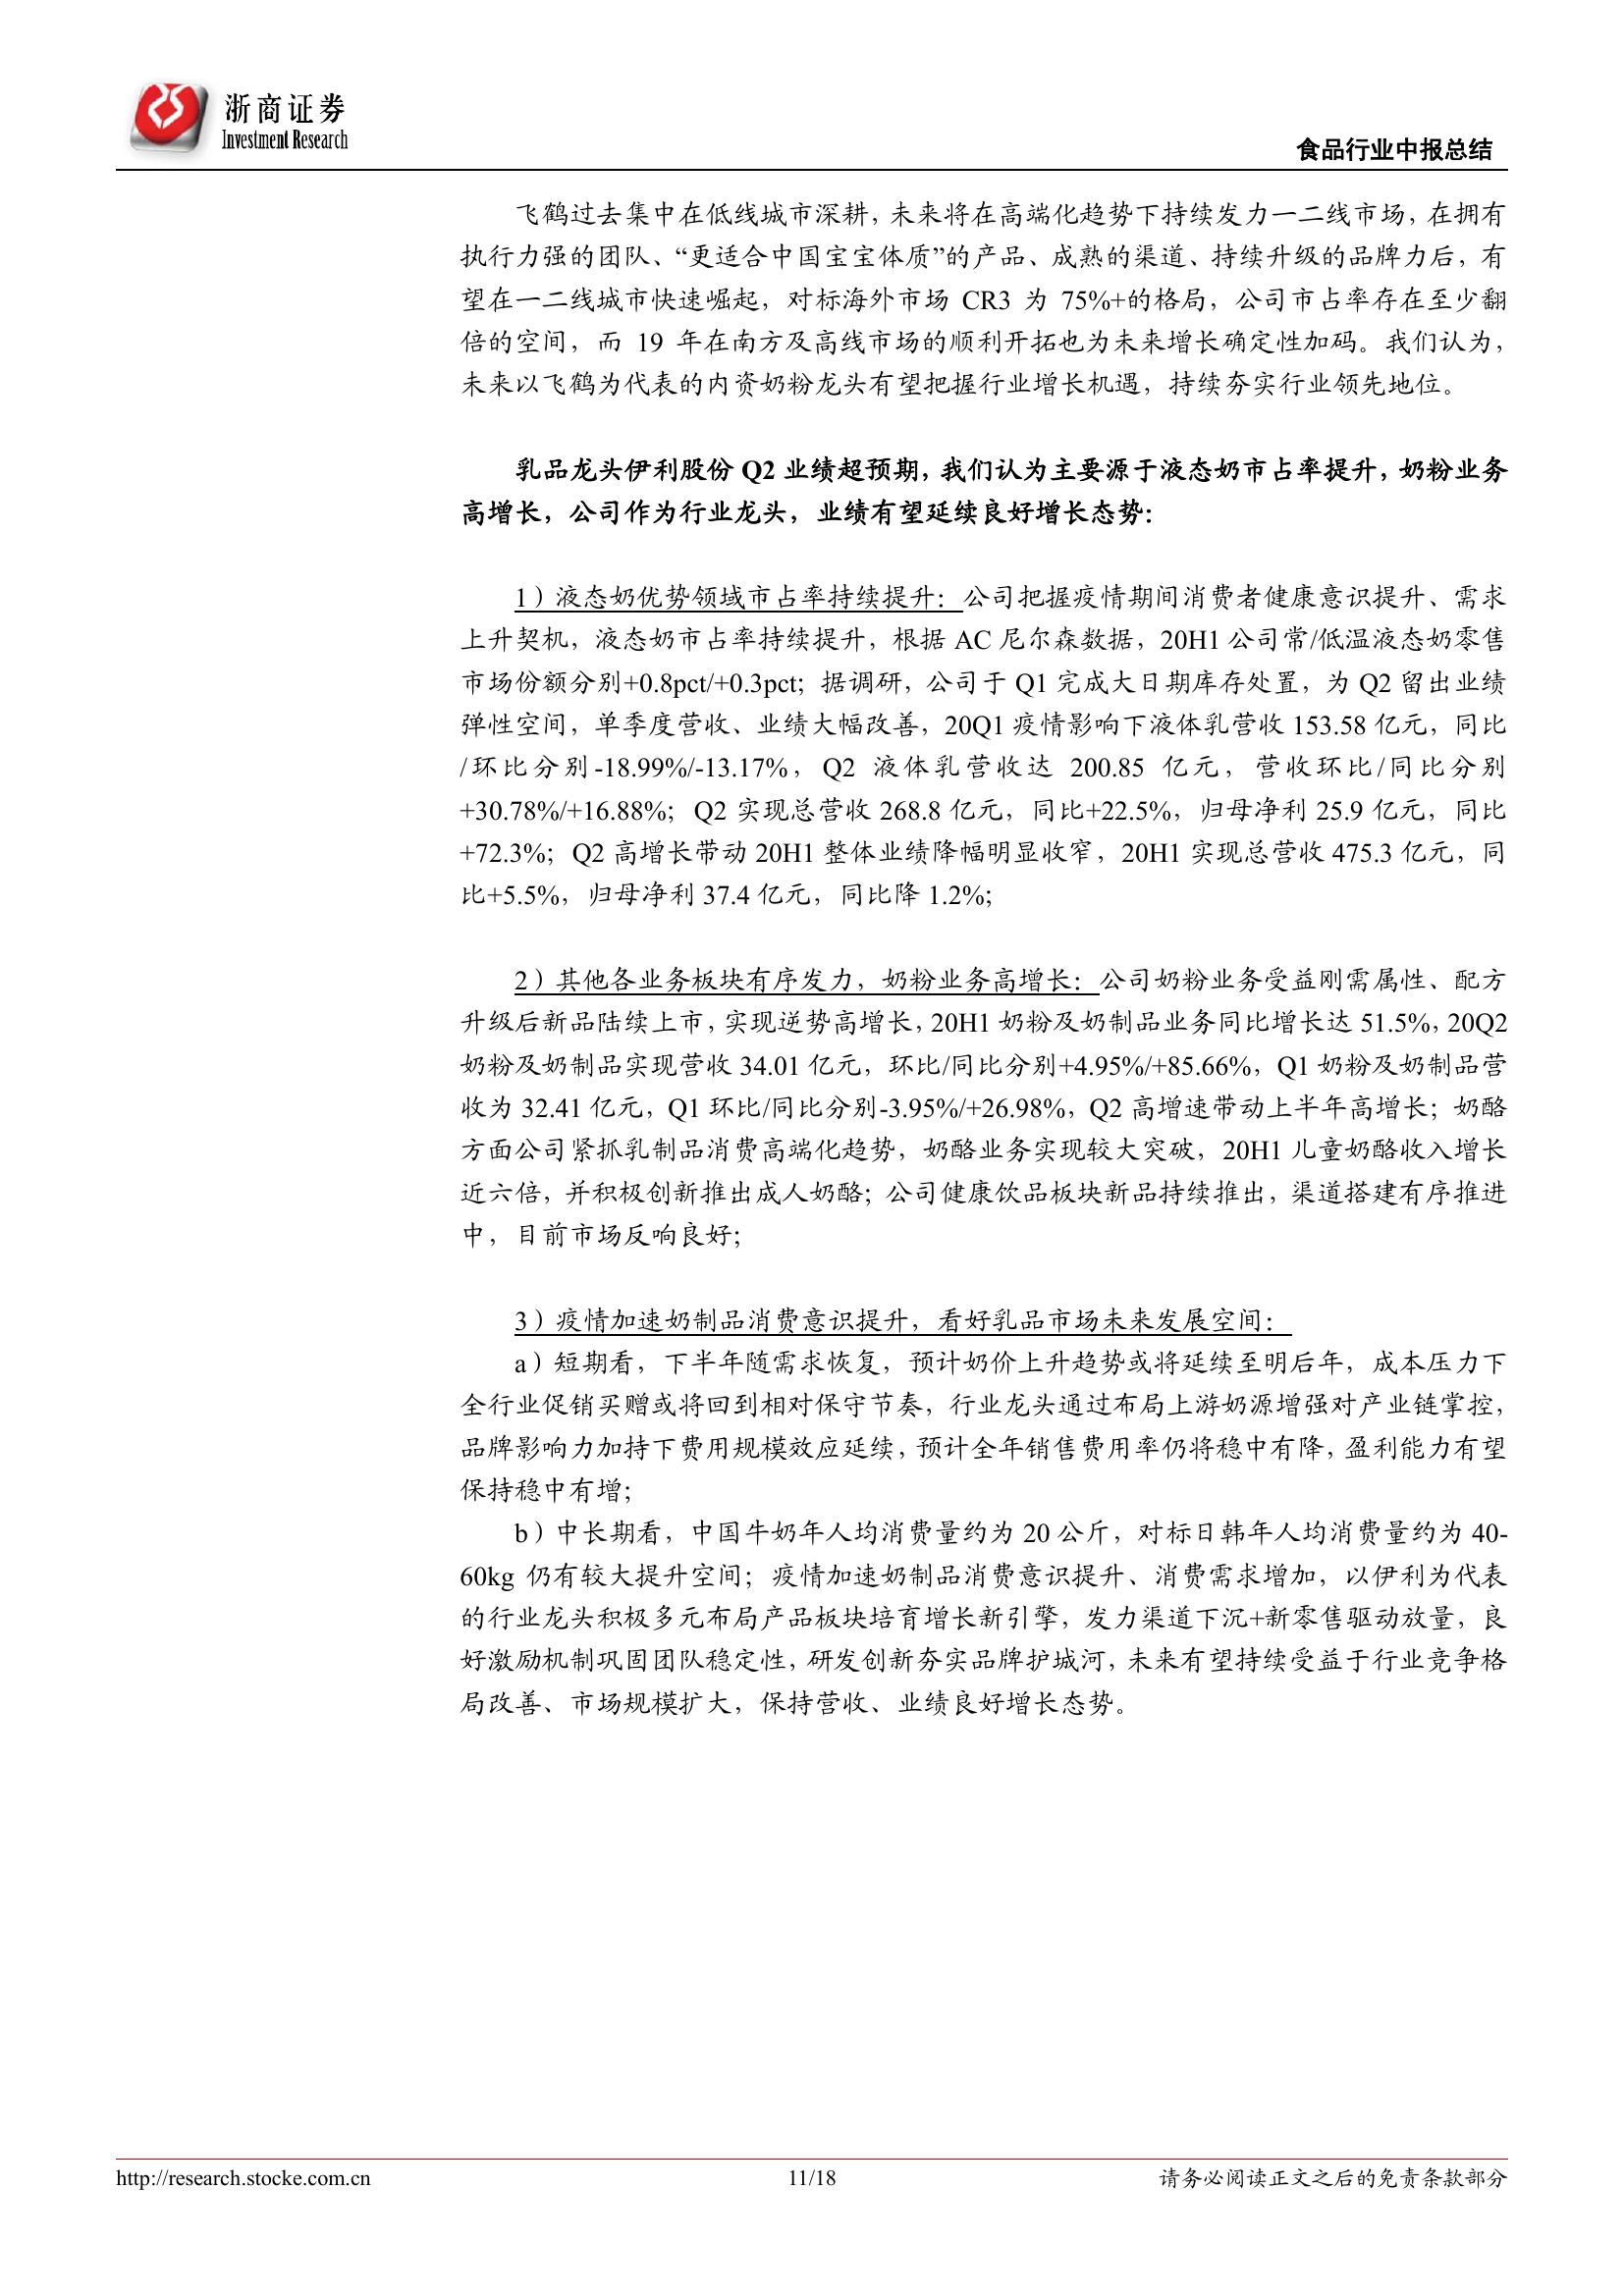 浙商证券
Investment Research
食品行业中报总结
飞鹤过去集中在低线城市深耕，未来将在高端化趋势下持续发力一二线市场，在拥有
执行力强的团队、“更适合中国宝宝体质”的产品、成熟的渠道、持续升级的品牌力后，有
望在一二线城市快速崛起，对标海外市场 CR3 为 75%+的格局，公司市占率存在至少翻
倍的空间，而 19 年在南方及高线市场的顺利开拓也为未来增长确定性加码。我们认为，
未来以飞鹤为代表的内资奶粉龙头有望把握行业增长机遇，持续夯实行业领先地位。
乳品龙头伊利股份 Q2 业绩超预期，我们认为主要源于液态奶市占率提升，奶粉业务
高增长，公司作为行业龙头，业绩有望延续良好增长态势：
1）液态奶优势领域市占率持续提升：公司把握疫情期间消费者健康意识提升、需求
上升契机，液态奶市占率持续提升，根据 AC 尼尔森数据，20H1 公司常/低温液态奶零售
市场份额分别+0.8pct/+0.3pct；据调研，公司于 Q1 完成大日期库存处置，为 Q2 留出业绩
弹性空间，单季度营收、业绩大幅改善，20Q1 疫情影响下液体乳营收 153.58 亿元，同比
/环比分别-18.99%/-13.17%，Q2 液体乳营收达 200.85 亿元，营收环比/同比分别
+30.78%/+16.88%；Q2 实现总营收 268.8 亿元，同比+22.5%，归母净利 25.9 亿元，同比
+72.3%；Q2 高增长带动 20H1 整体业绩降幅明显收窄，20H1 实现总营收 475.3 亿元，同
比+5.5%，归母净利 37.4 亿元，同比降 1.2%;
2）其他各业务板块有序发力，奶粉业务高增长：公司奶粉业务受益刚需属性、配方
升级后新品陆续上市，实现逆势高增长，20H1 奶粉及奶制品业务同比增长达 51.5%，20Q2
奶粉及奶制品实现营收 34.01 亿元，环比/同比分别+4.95%/+85.66%，Q1 奶粉及奶制品营
收为 32.41 亿元，Q1 环比/同比分别-3.95%/+26.98%，Q2 高增速带动上半年高增长；奶酪
方面公司紧抓乳制品消费高端化趋势，奶酪业务实现较大突破，20H1 儿童奶酪收入增长
近六倍，并积极创新推出成人奶酪；公司健康饮品板块新品持续推出，渠道搭建有序推进
中，目前市场反响良好；
3）疫情加速奶制品消费意识提升，看好乳品市场未来发展空间：
a）短期看，下半年随需求恢复，预计奶价上升趋势或将延续至明后年，成本压力下
全行业促销买赠或将回到相对保守节奏，行业龙头通过布局上游奶源增强对产业链掌控，
品牌影响力加持下费用规模效应延续，预计全年销售费用率仍将稳中有降，盈利能力有望
保持稳中有增；
b）中长期看，中国牛奶年人均消费量约为 20 公斤，对标日韩年人均消费量约为 40-
60kg 仍有较大提升空间；疫情加速奶制品消费意识提升、消费需求增加，以伊利为代表
的行业龙头积极多元布局产品板块培育增长新引擎，发力渠道下沉+新零售驱动放量，良
好激励机制巩固团队稳定性，研发创新夯实品牌护城河，未来有望持续受益于行业竞争格
局改善、市场规模扩大，保持营收、业绩良好增长态势。
http://research.stocke.com.cn
11/18
请务必阅读正文之后的免责条款部分